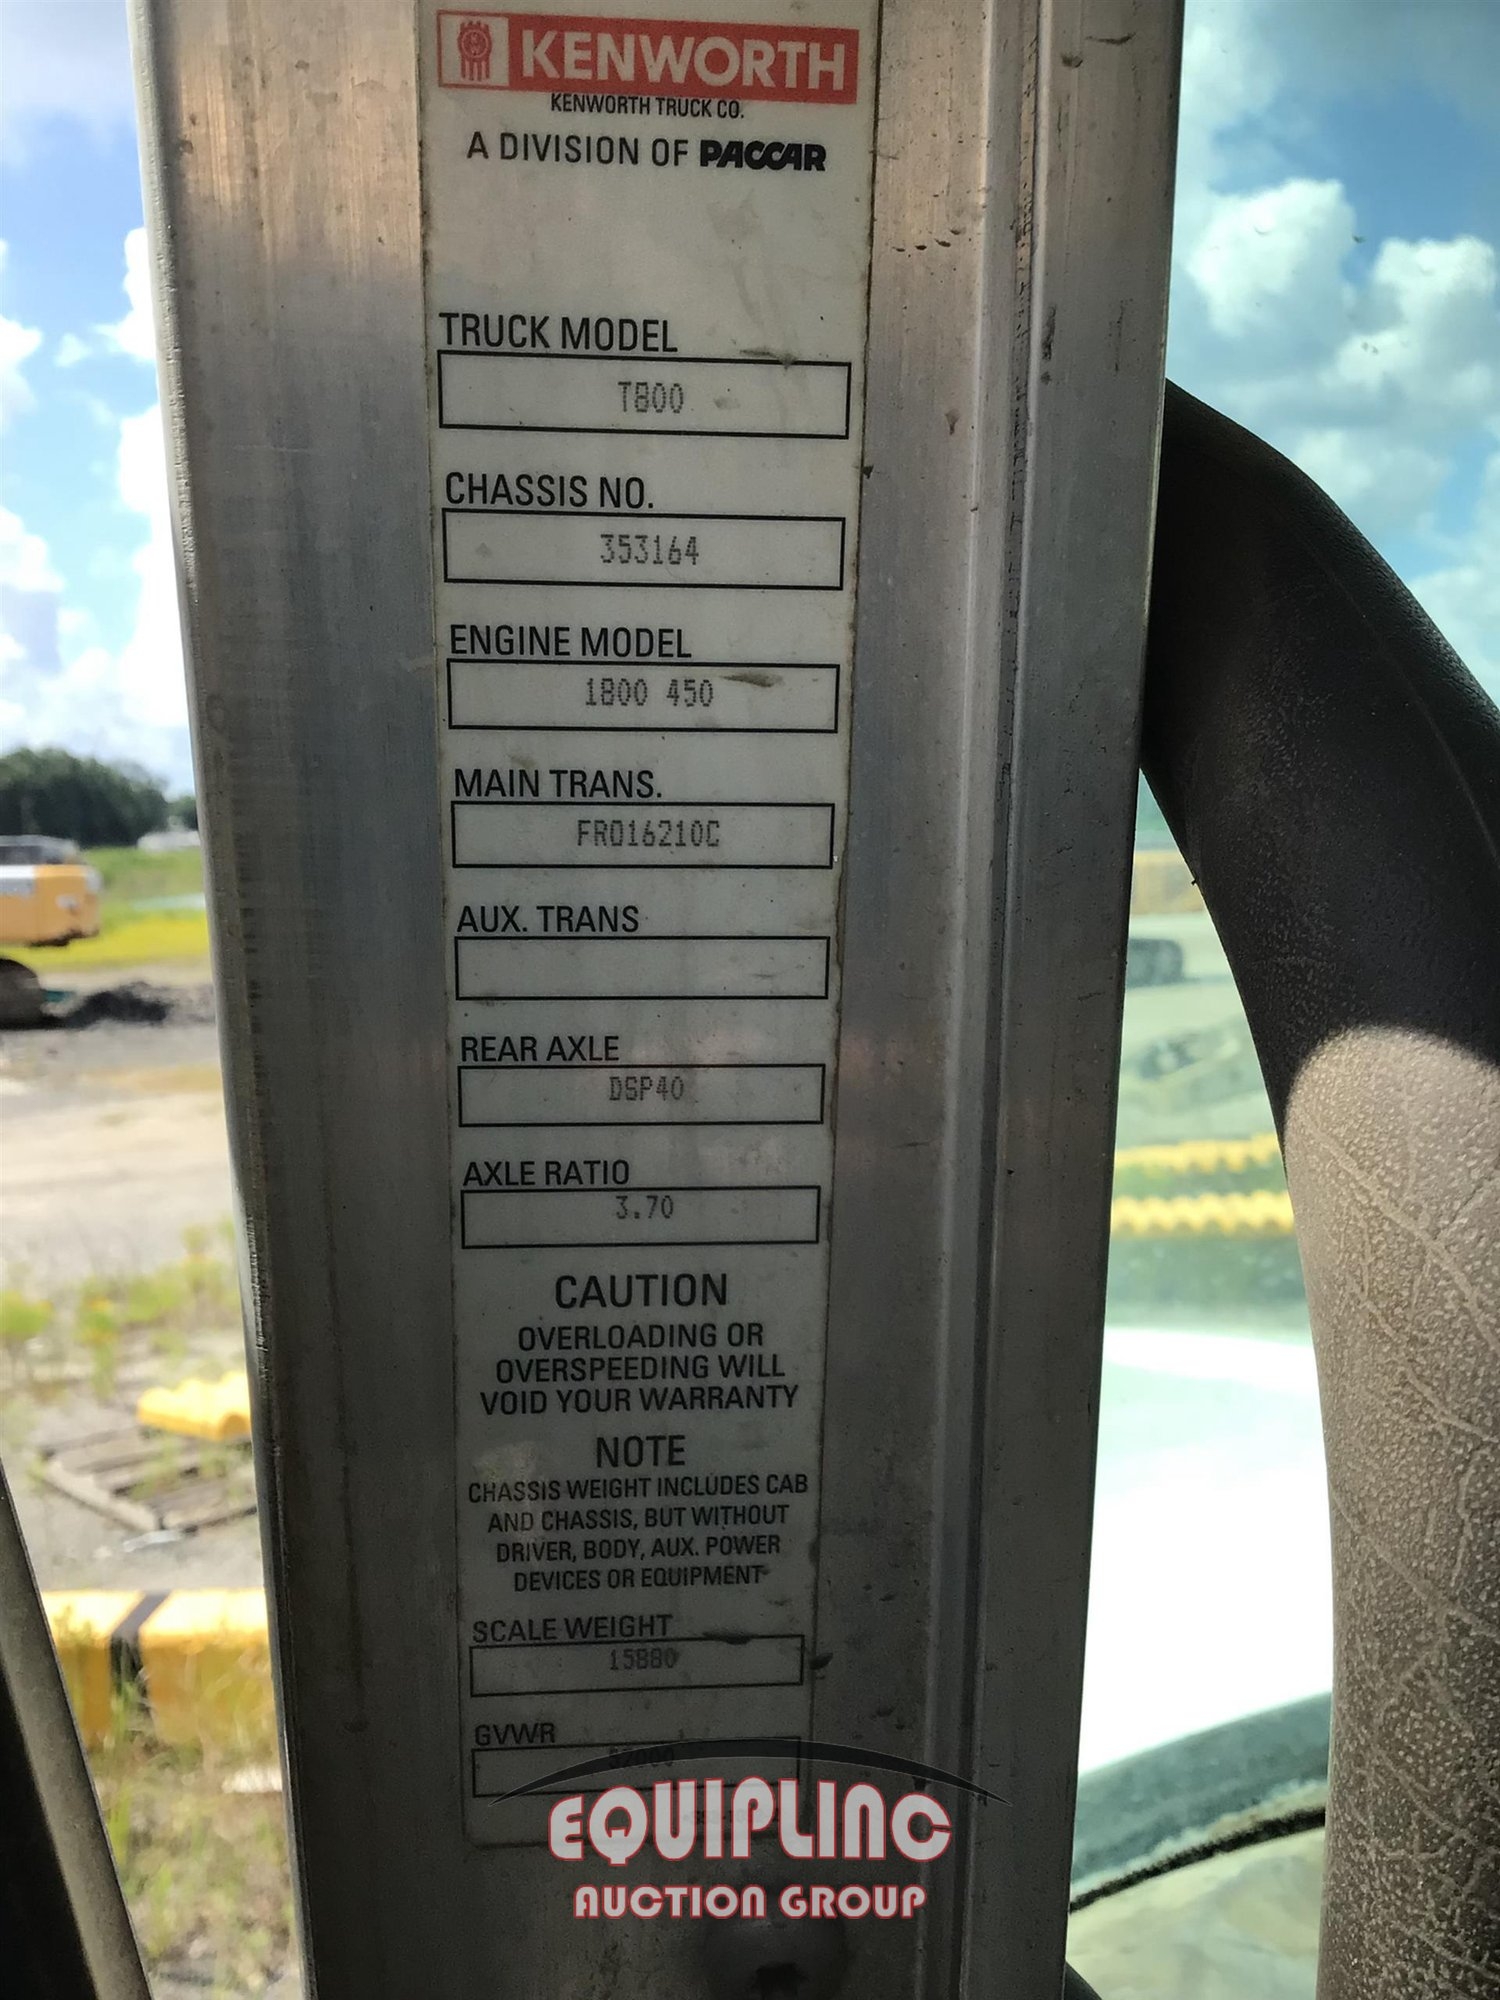 KENWORTH
KENWORTH TRUCK CO.
A DIVISION OF PACCAR
TRUCK MODEL
T800
CHASSIS NO.
353164
ENGINE MODEL
1800 450
MAIN TRANS.
FRO16210C
AUX. TRANS
REAR AXLE
DSP40
AXLE RATIO
3.70
CAUTION
OVERLOADING OR
OVERSPEEDING WILL
VOID YOUR WARRANTY
NOTE
CHASSIS WEIGHT INCLUDES CAB
AND CHASSIS, BUT WITHOUT
DRIVER, BODY, AUX. POWER
DEVICES OR EQUIPMENT
SCALE WEIGHT
15880
GVWR
EQUIPLINC
AUCTION GROUP